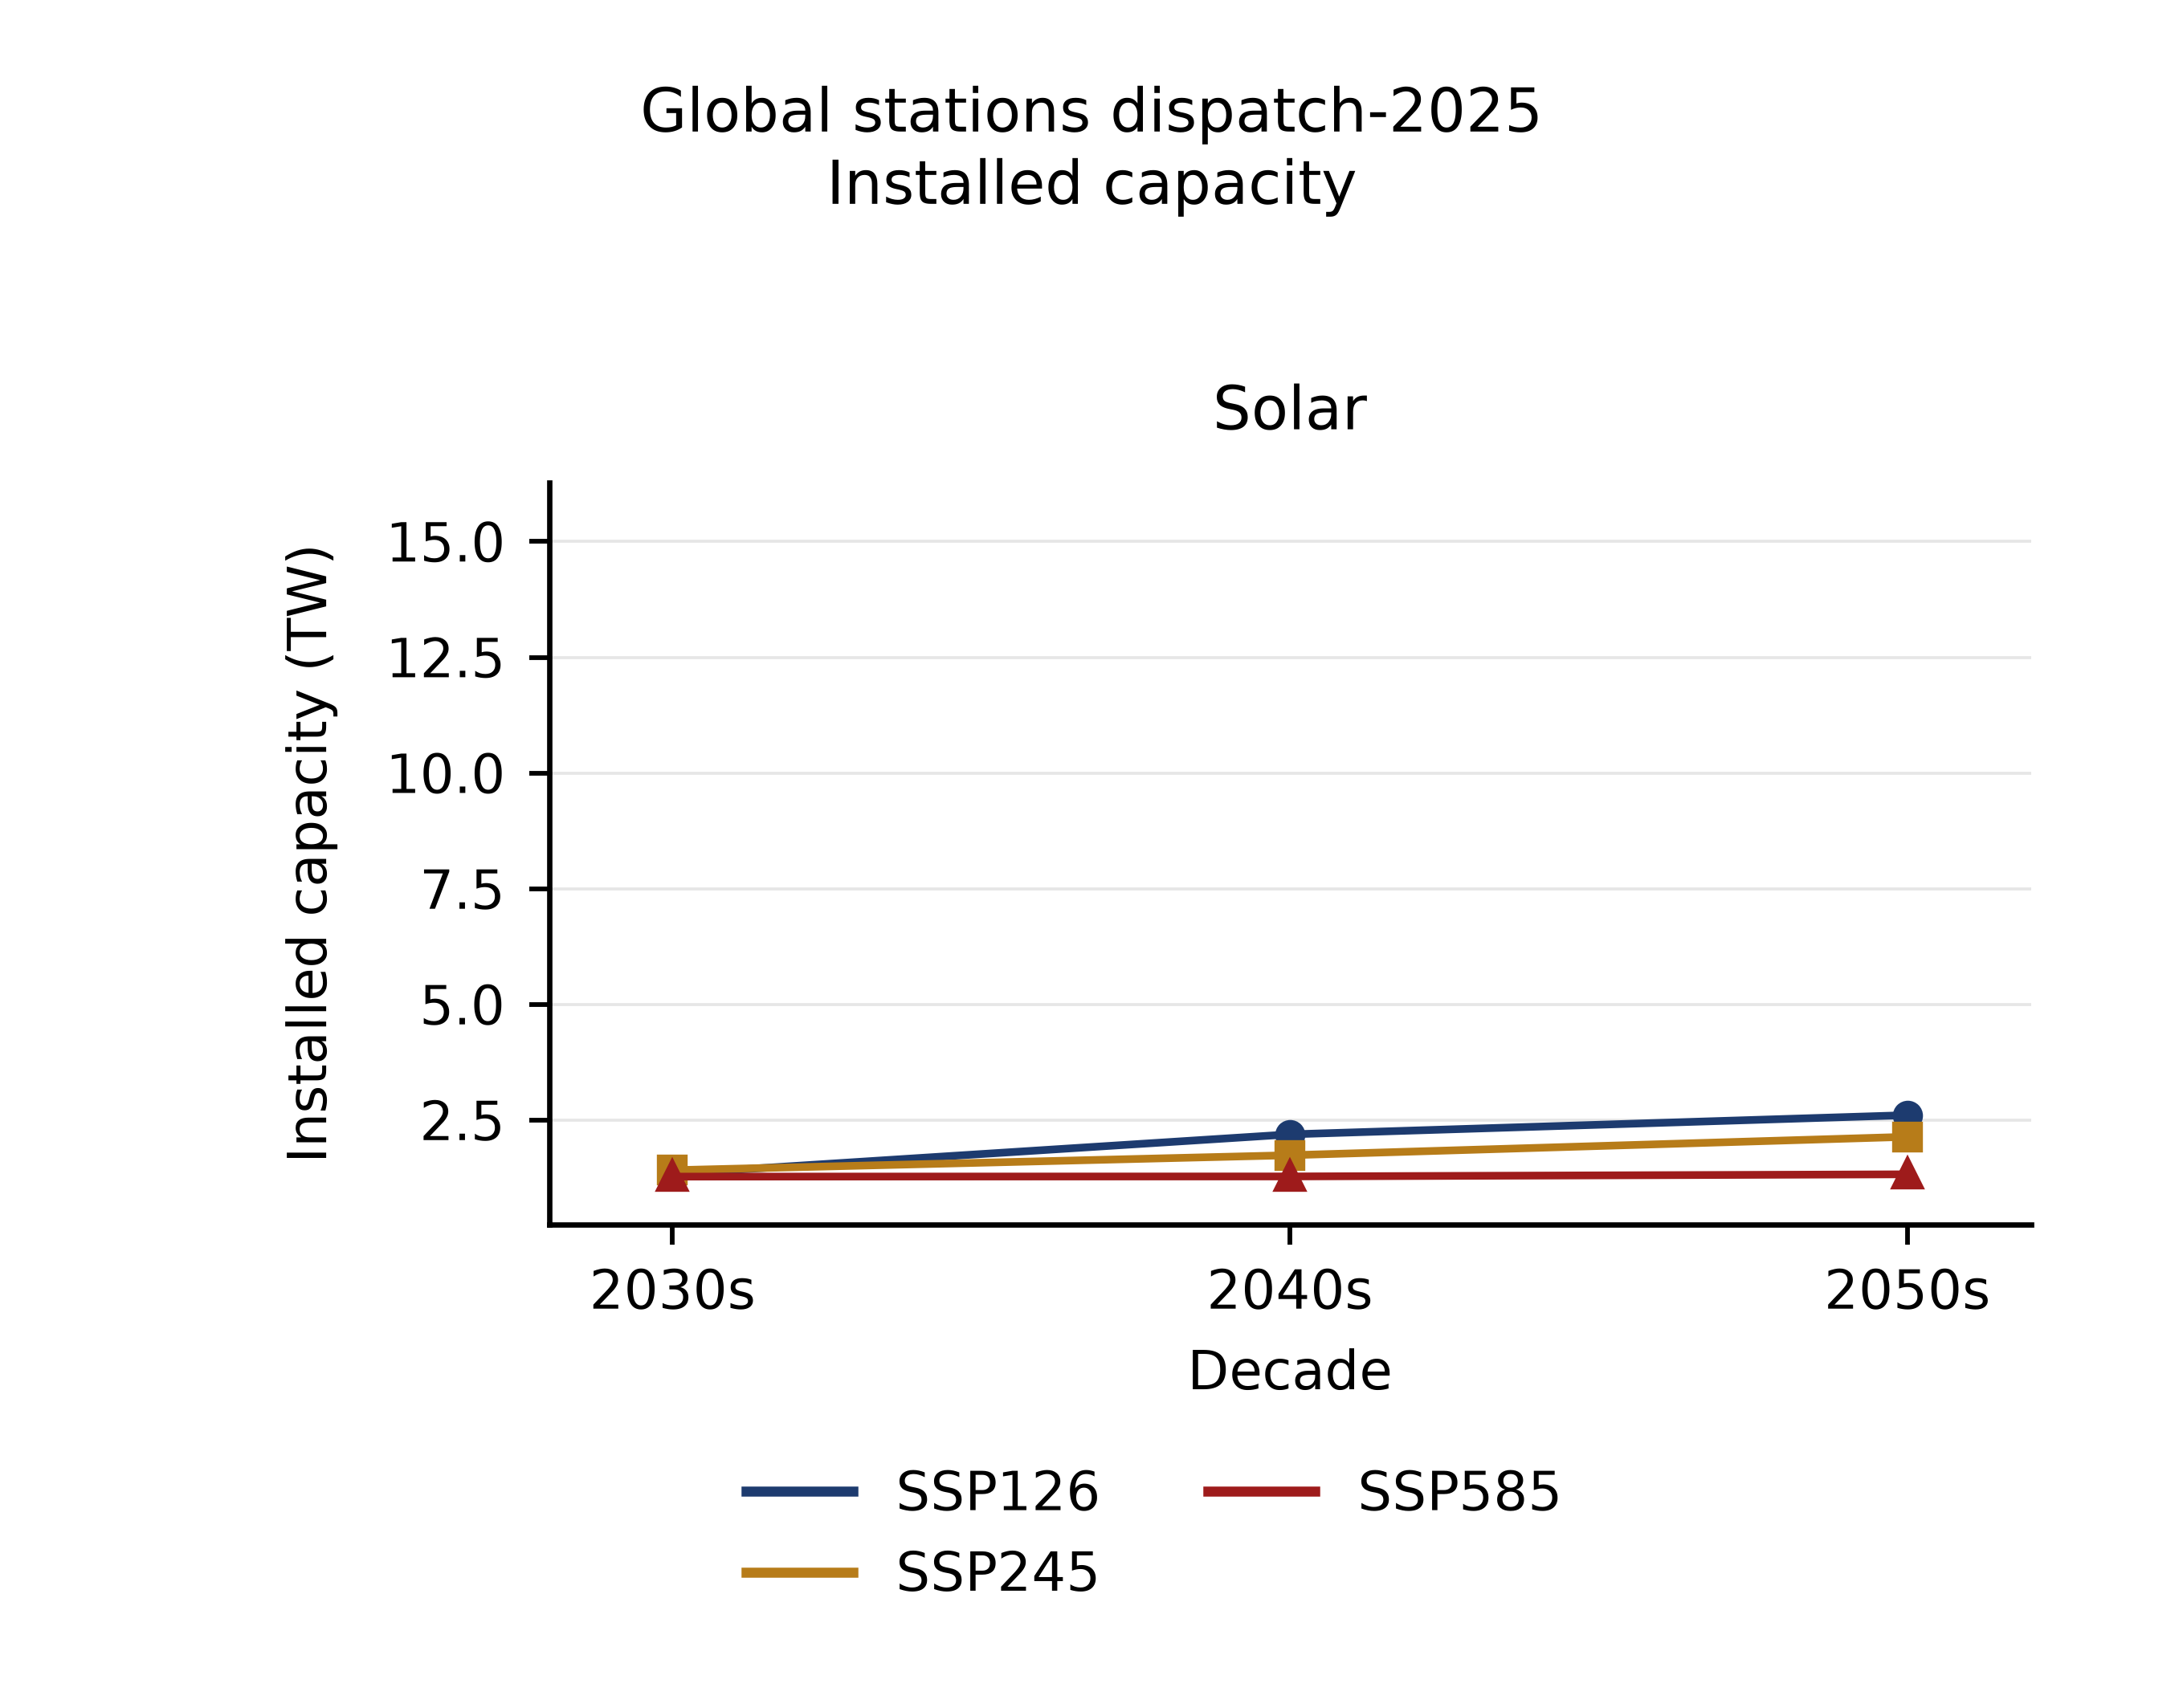 Global stations dispatch-2025
Installed capacity
Solar
Installed capacity (TW)
15.0
12.5
10.0
7.5
5.0
2.5
2030s
2040s
2050s
Decade
SSP126
SSP585
SSP245